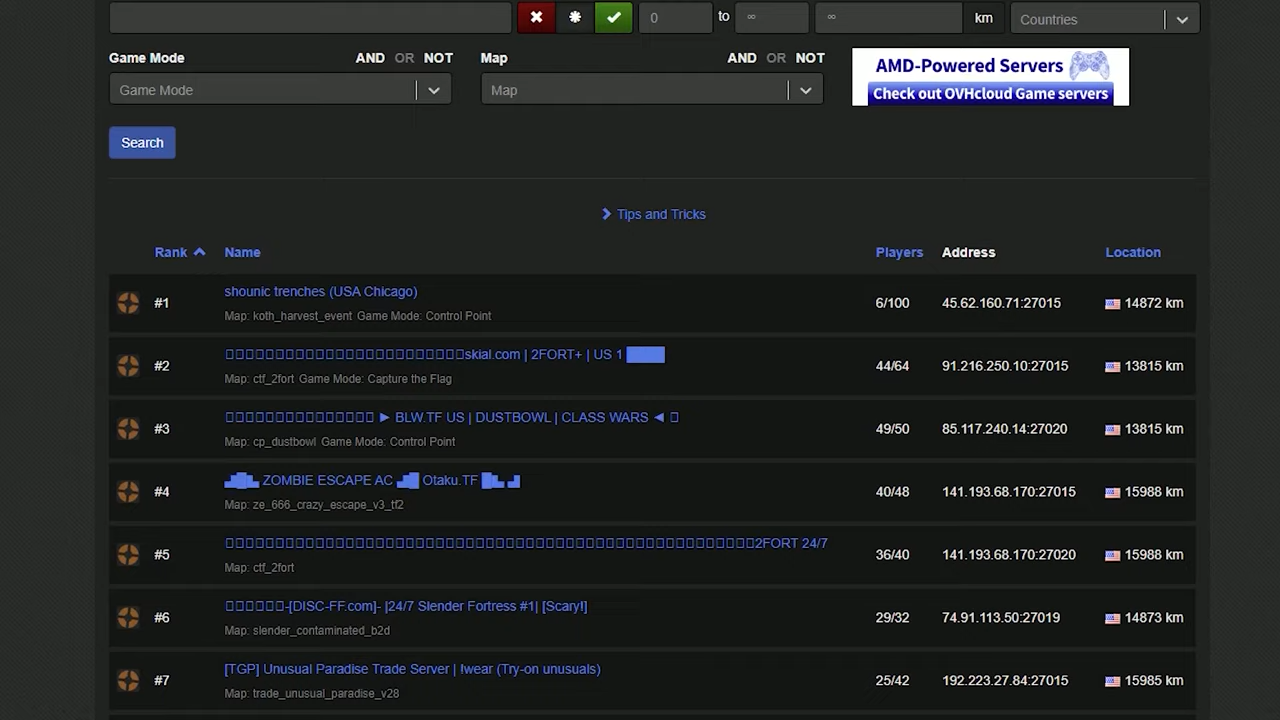 0 to ∞ ∞ km Countries
Game Mode AND OR NOT Map AND OR NOT
Game Mode Map
AMD-Powered Servers
Check out OVHcloud Game servers
Search
Tips and Tricks
Rank Name Players Address Location
#1 shounic trenches (USA Chicago) 6/100 45.62.160.71:27015 14872 km
Map: koth_harvest_event Game Mode: Control Point
#2 skial.com | 2FORT+ | US 1 ████ 44/64 91.216.250.10:27015 13815 km
Map: ctf_2fort Game Mode: Capture the Flag
#3 ► BLW.TF US | DUSTBOWL | CLASS WARS ◄ 49/50 85.117.240.14:27020 13815 km
Map: cp_dustbowl Game Mode: Control Point
#4 ▟█▙ ZOMBIE ESCAPE AC ▟█ Otaku.TF █▙ ▟ 40/48 141.193.68.170:27015 15988 km
Map: ze_666_crazy_escape_v3_tf2
#5 2FORT 24/7 36/40 141.193.68.170:27020 15988 km
Map: ctf_2fort
#6 -[DISC-FF.com]- |24/7 Slender Fortress #1| [Scary!] 29/32 74.91.113.50:27019 14873 km
Map: slender_contaminated_b2d
#7 [TGP] Unusual Paradise Trade Server | !wear (Try-on unusuals) 25/42 192.223.27.84:27015 15985 km
Map: trade_unusual_paradise_v28